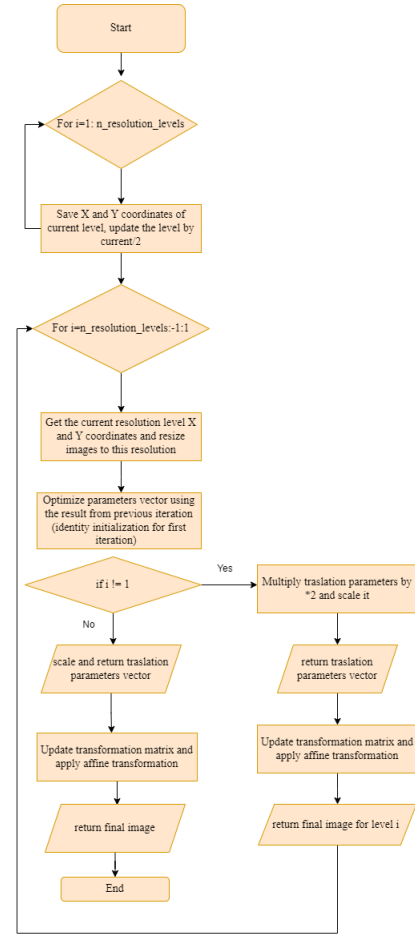 Start
For i=1: n_resolution_levels
Save X and Y coordinates of
current level, update the level by
current/2
For i=n_resolution_levels:-1:1
Get the current resolution level X
and Y coordinates and resize
images to this resolution
Optimize parameters vector using
the result from previous iteration
(identity initialization for first
iteration)
if i != 1
Yes
Multiply traslation parameters by
*2 and scale it
No
scale and return traslation
parameters vector
return traslation
parameters vector
Update transformation matrix and
apply affine transformation
Update transformation matrix and
apply affine transformation
return final image
return final image for level i
End